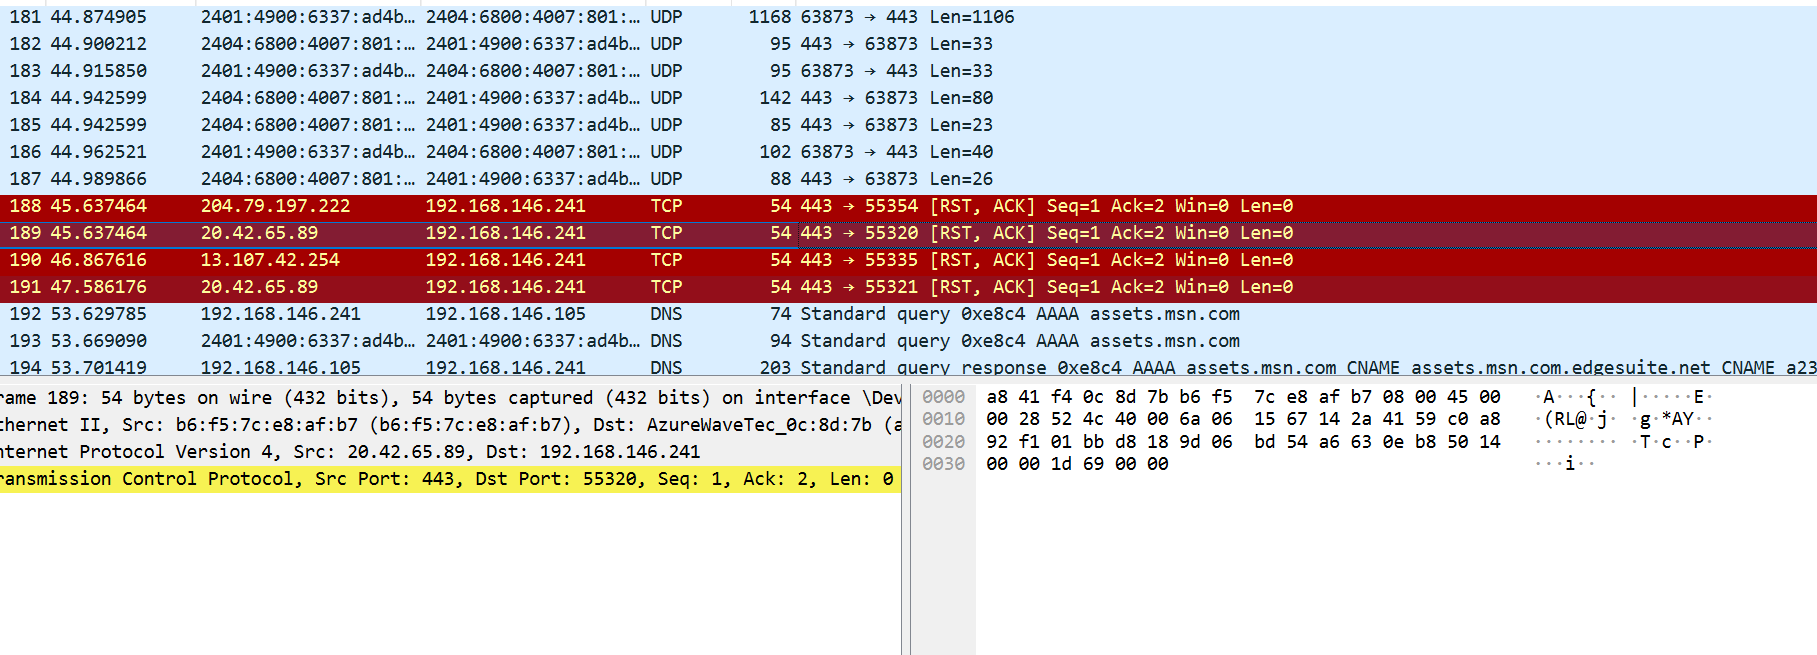 181 44.874905 2401:4900:6337:ad4b… 2404:6800:4007:801:… UDP 1168 63873 → 443 Len=1106
182 44.900212 2404:6800:4007:801:… 2401:4900:6337:ad4b… UDP 95 443 → 63873 Len=33
183 44.915850 2401:4900:6337:ad4b… 2404:6800:4007:801:… UDP 95 63873 → 443 Len=33
184 44.942599 2404:6800:4007:801:… 2401:4900:6337:ad4b… UDP 142 443 → 63873 Len=80
185 44.942599 2404:6800:4007:801:… 2401:4900:6337:ad4b… UDP 85 443 → 63873 Len=23
186 44.962521 2401:4900:6337:ad4b… 2404:6800:4007:801:… UDP 102 63873 → 443 Len=40
187 44.989866 2404:6800:4007:801:… 2401:4900:6337:ad4b… UDP 88 443 → 63873 Len=26
188 45.637464 204.79.197.222 192.168.146.241 TCP 54 443 → 55354 [RST, ACK] Seq=1 Ack=2 Win=0 Len=0
189 45.637464 20.42.65.89 192.168.146.241 TCP 54 443 → 55320 [RST, ACK] Seq=1 Ack=2 Win=0 Len=0
190 46.867616 13.107.42.254 192.168.146.241 TCP 54 443 → 55335 [RST, ACK] Seq=1 Ack=2 Win=0 Len=0
191 47.586176 20.42.65.89 192.168.146.241 TCP 54 443 → 55321 [RST, ACK] Seq=1 Ack=2 Win=0 Len=0
192 53.629785 192.168.146.241 192.168.146.105 DNS 74 Standard query 0xe8c4 AAAA assets.msn.com
193 53.669090 2401:4900:6337:ad4b… 2401:4900:6337:ad4b… DNS 94 Standard query 0xe8c4 AAAA assets.msn.com
194 53.701419 192.168.146.105 192.168.146.241 DNS 203 Standard query response 0xe8c4 AAAA assets.msn.com CNAME assets.msn.com.edgesuite.net CNAME a23
rame 189: 54 bytes on wire (432 bits), 54 bytes captured (432 bits) on interface \Dev
thernet II, Src: b6:f5:7c:e8:af:b7 (b6:f5:7c:e8:af:b7), Dst: AzureWaveTec_0c:8d:7b (a
nternet Protocol Version 4, Src: 20.42.65.89, Dst: 192.168.146.241
ransmission Control Protocol, Src Port: 443, Dst Port: 55320, Seq: 1, Ack: 2, Len: 0
0000 a8 41 f4 0c 8d 7b b6 f5 7c e8 af b7 08 00 45 00 ·A···{·· |·····E·
0010 00 28 52 4c 40 00 6a 06 15 67 14 2a 41 59 c0 a8 ·(RL@·j· ·g·*AY··
0020 92 f1 01 bb d8 18 9d 06 bd 54 a6 63 0e b8 50 14 ········ ·T·c··P·
0030 00 00 1d 69 00 00 ···i··